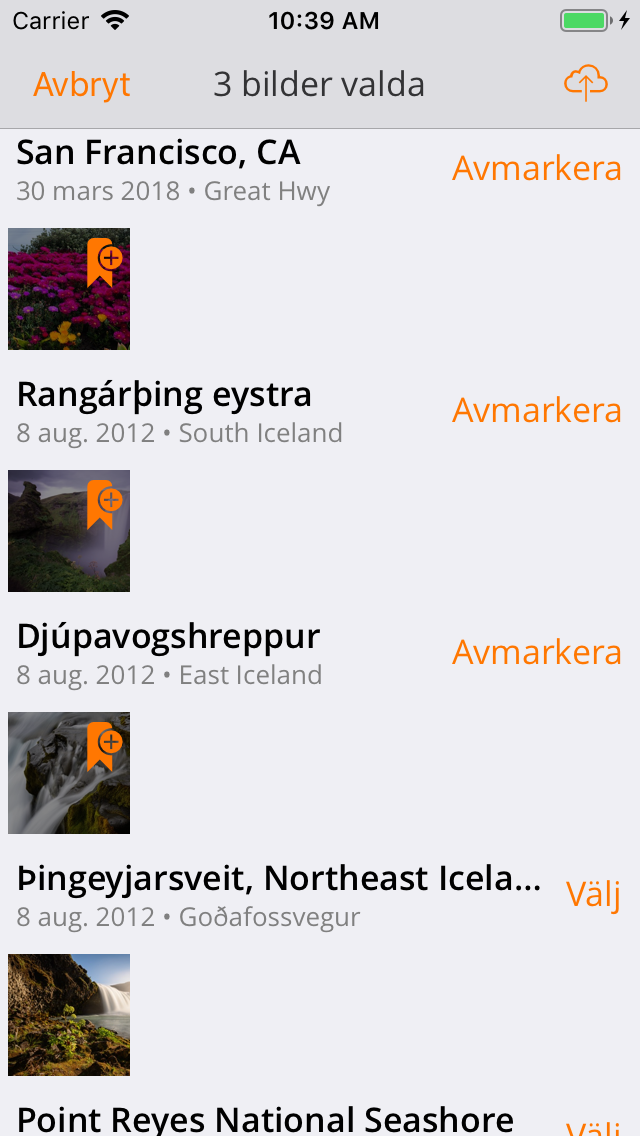 Carrier 10:39 AM
Avbryt 3 bilder valda
San Francisco, CA
Avmarkera
30 mars 2018 • Great Hwy
Rangárþing eystra
Avmarkera
8 aug. 2012 • South Iceland
Djúpavogshreppur
Avmarkera
8 aug. 2012 • East Iceland
Þingeyjarsveit, Northeast Icela...
Välj
8 aug. 2012 • Goðafossvegur
Point Reyes National Seashore
Välj